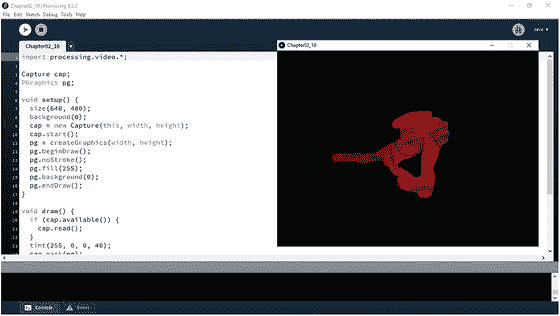 Chapter02_10 | Processing 3.5.3
File Edit Sketch Debug Tools Help
Chapter02_10
Chapter02_10
import processing.video.*;
Capture cap;
PGraphics pg;
void setup() {
size(640, 480);
background(0);
cap = new Capture(this, width, height);
cap.start();
pg = createGraphics(width, height);
pg.beginDraw();
pg.noStroke();
pg.fill(255);
pg.background(0);
pg.endDraw();
}
void draw() {
if (cap.available()) {
cap.read();
}
tint(255, 0, 0, 40);
cap.mask(pg);
Console